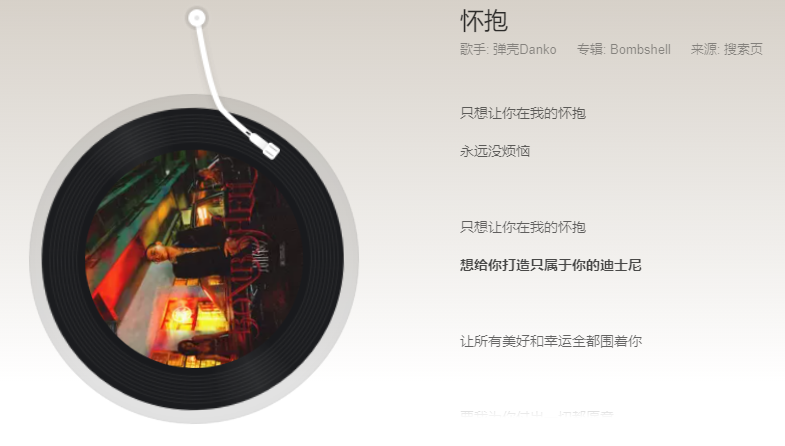 怀抱
歌手: 弹壳Danko 专辑: Bombshell 来源: 搜索页
只想让你在我的怀抱
永远没烦恼
只想让你在我的怀抱
想给你打造只属于你的迪士尼
让所有美好和幸运全都围着你